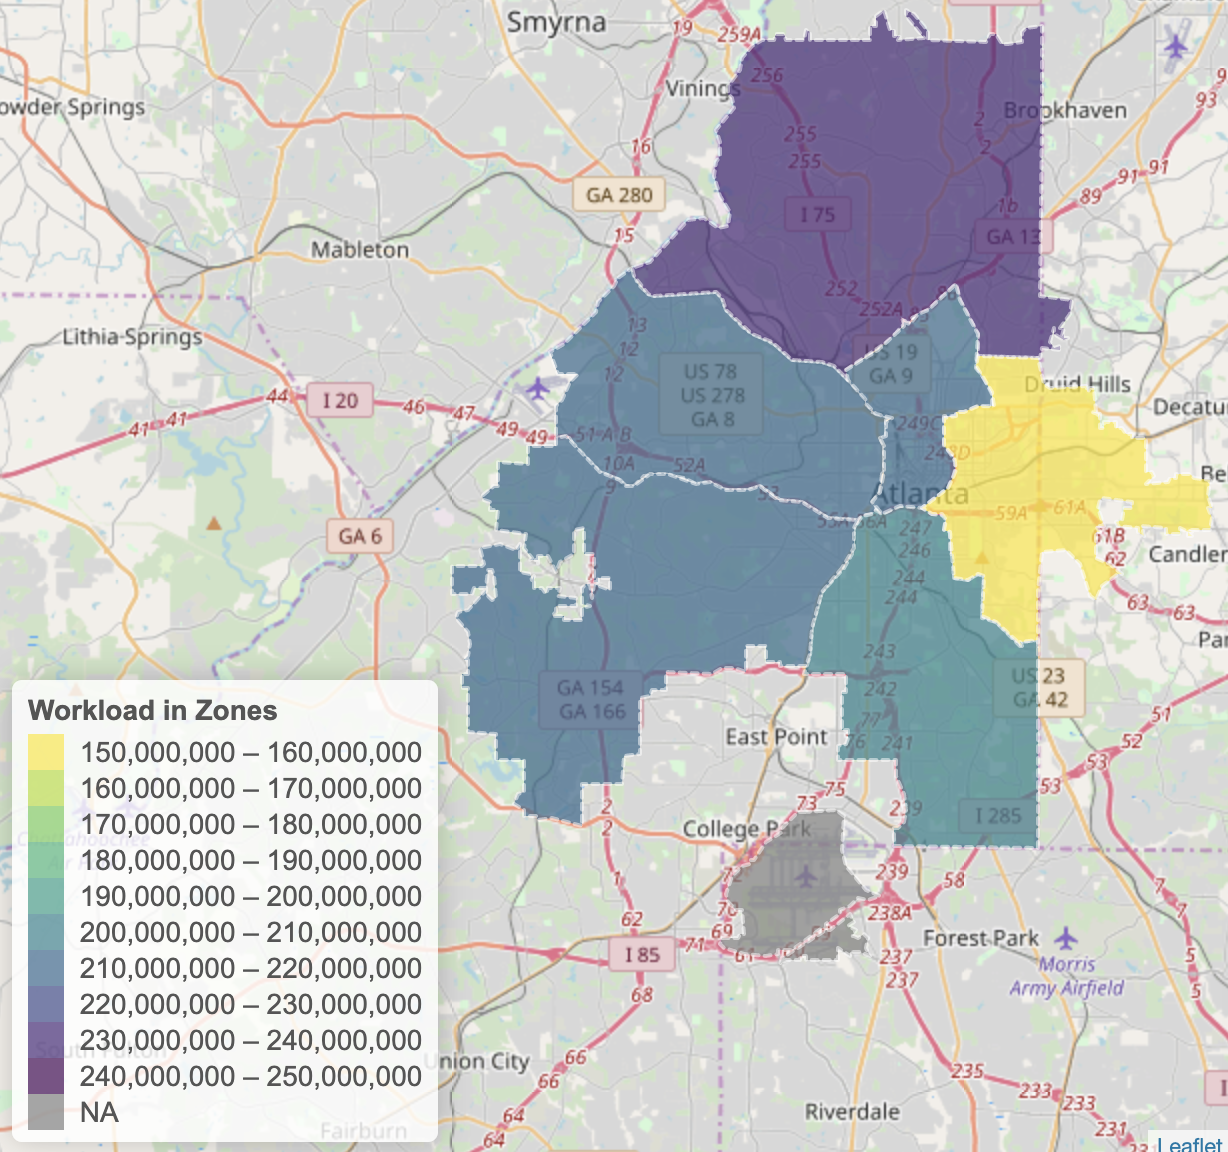 Smyrna
19
259A
Vinings
256
owder Springs
Brookhaven
93
255
2
255
2
16
91
91
89
GA 280
1b
I 75
GA 13
15
Mableton
252
252A
13
Lithia-Springs
12
12
US 19
GA 9
US 78
US 278
GA 8
Druid Hills
44
I 20
46
47
Decatu
41
41
49
49
51 A B
249C
10A
52A
Atlanta
9
59A
61A
55A
56A
247
GA 6
246
61B
62
Candler
244
244
63
63
243
GA 154
GA 166
242
US 23
GA 42
Workload in Zones
150,000,000 – 160,000,000
160,000,000 – 170,000,000
170,000,000 – 180,000,000
180,000,000 – 190,000,000
190,000,000 – 200,000,000
200,000,000 – 210,000,000
210,000,000 – 220,000,000
220,000,000 – 230,000,000
230,000,000 – 240,000,000
240,000,000 – 250,000,000
NA
51
77
76
241
East Point
52
53
53
75
73
2
2
239
I 285
College Park
72
239
58
1
7
7
62
70
69
238A
71
61
I 85
Forest Park
237
237
5
5
Morris
Army Airfield
68
South Fulton
Union City
66
66
235
233
233
64
64
231
Riverdale
Fairburn
Leaflet